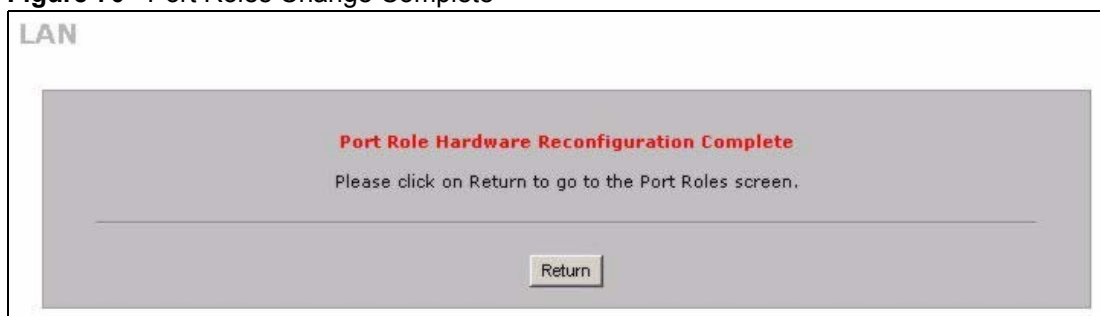 LAN
Port Role Hardware Reconfiguration Complete
Please click on Return to go to the Port Roles screen.
Return